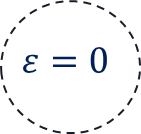 ε = 0